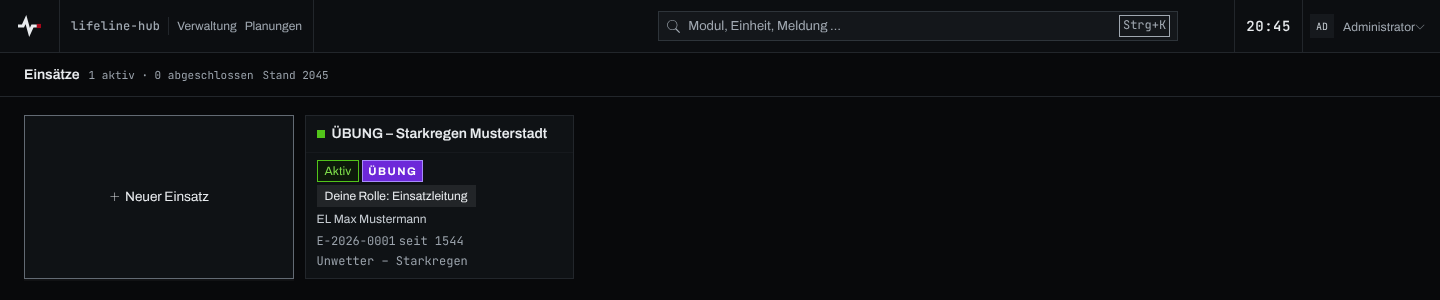 lifeline-hub Verwaltung Planungen Modul, Einheit, Meldung ... Strg+K 20:45 AD Administrator
Einsätze 1 aktiv · 0 abgeschlossen Stand 2045
+ Neuer Einsatz
ÜBUNG – Starkregen Musterstadt
Aktiv ÜBUNG
Deine Rolle: Einsatzleitung
EL Max Mustermann
E-2026-0001 seit 1544
Unwetter – Starkregen